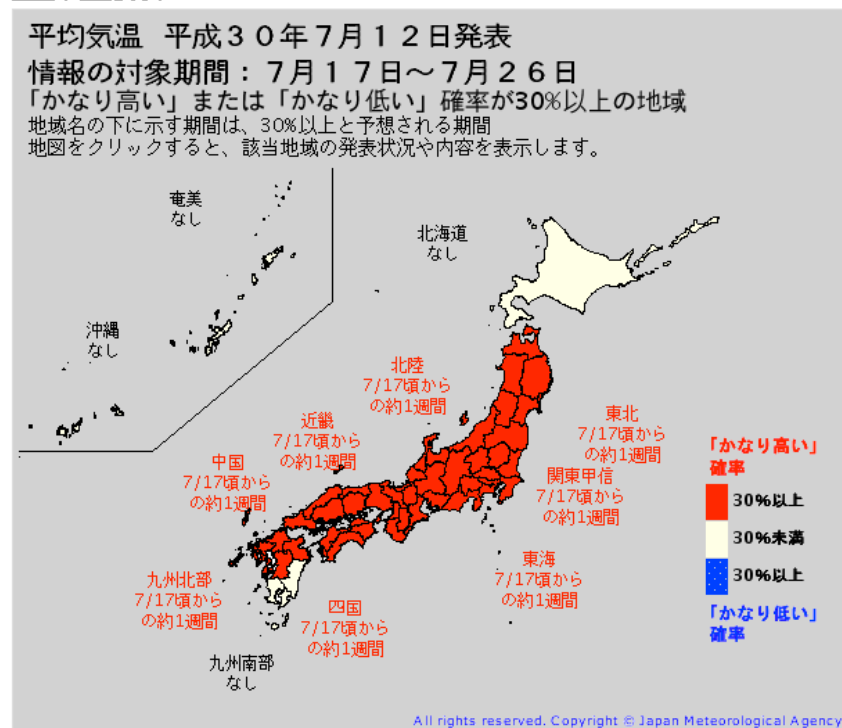 平均気温 平成30年7月12日発表
情報の対象期間：7月17日～7月26日
「かなり高い」または「かなり低い」確率が30%以上の地域
地域名の下に示す期間は、30%以上と予想される期間
地図をクリックすると、該当地域の発表状況や内容を表示します。
奄美
なし
北海道
なし
沖縄
なし
北陸
7/17頃から
の約1週間
近畿
7/17頃から
の約1週間
東北
7/17頃から
の約1週間
中国
7/17頃から
の約1週間
関東甲信
7/17頃から
の約1週間
東海
7/17頃から
の約1週間
九州北部
7/17頃から
の約1週間
四国
7/17頃から
の約1週間
九州南部
なし
「かなり高い」
確率
30%以上
30%未満
30%以上
「かなり低い」
確率
All rights reserved. Copyright © Japan Meteorological Agency